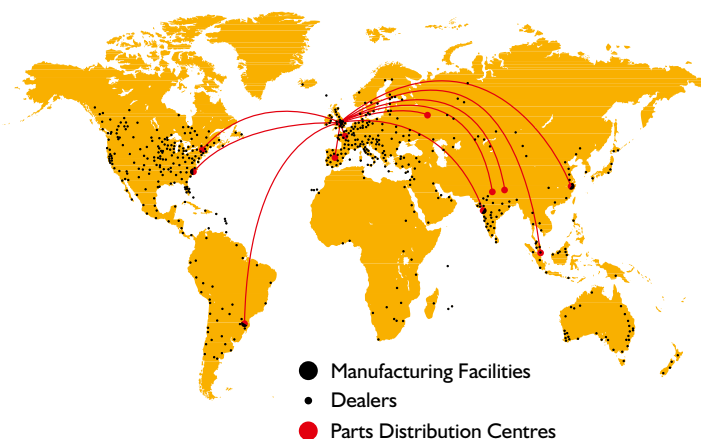 Manufacturing Facilities
Dealers
Parts Distribution Centres